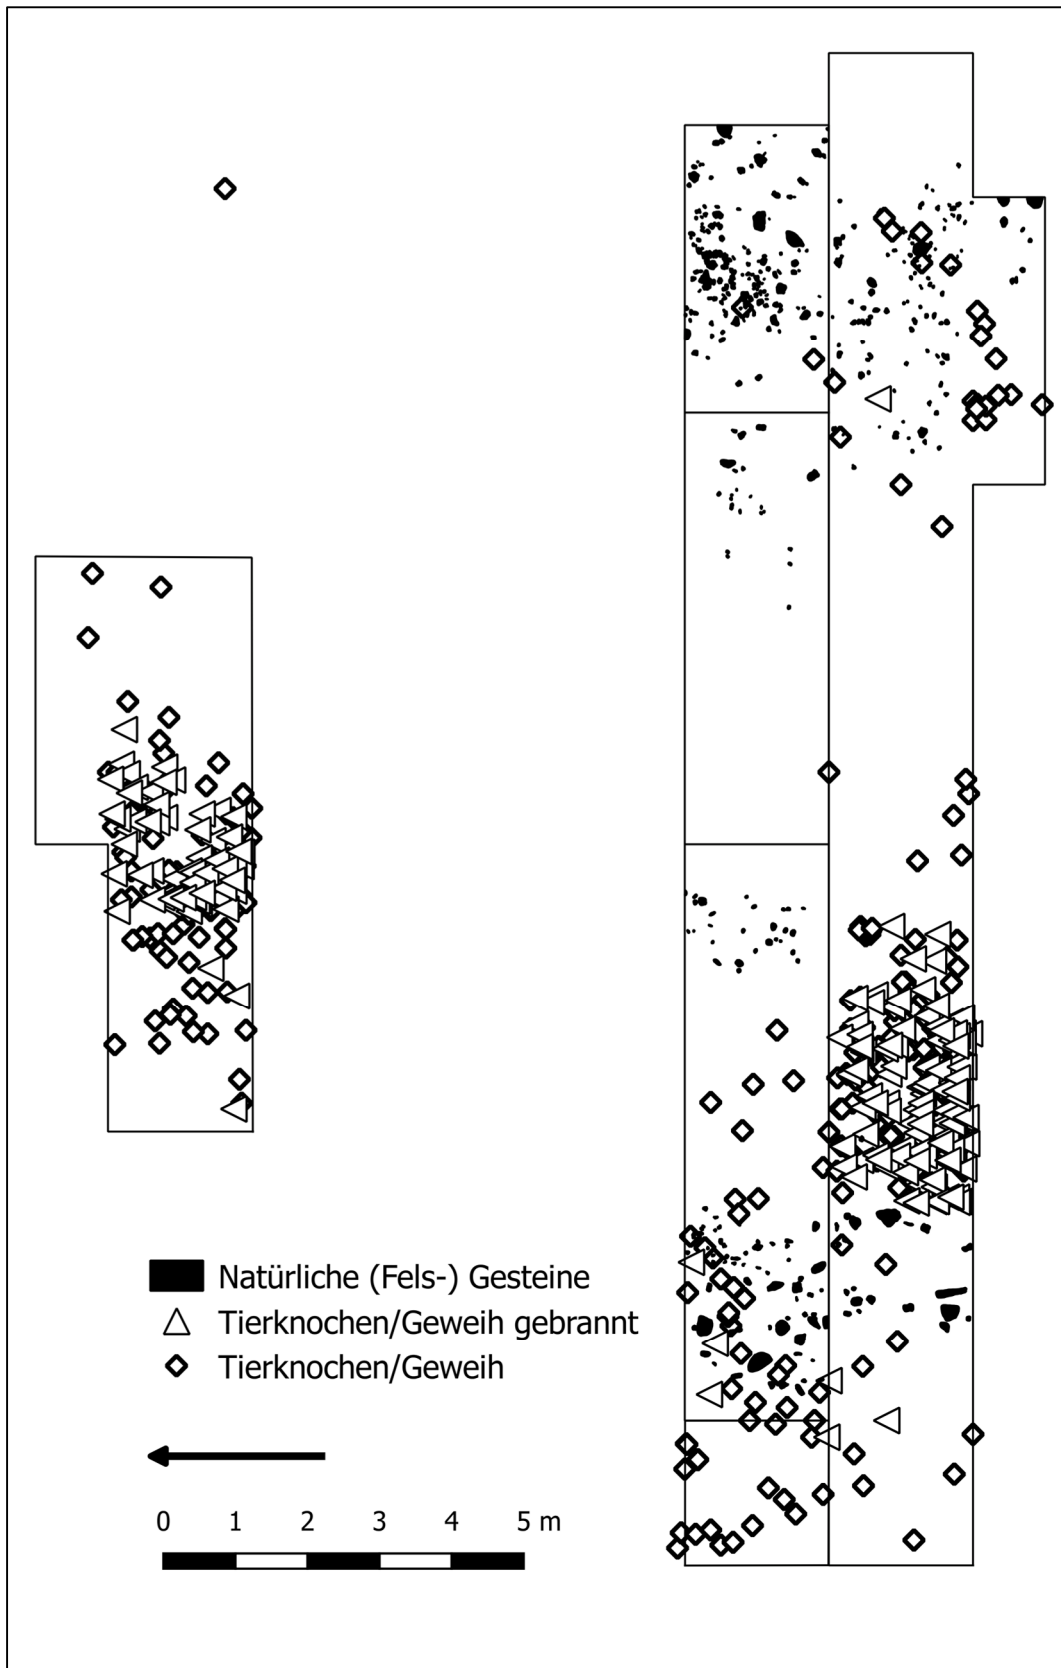 Natürliche (Fels-) Gesteine
Tierknochen/Geweih gebrannt
Tierknochen/Geweih
0 1 2 3 4 5 m